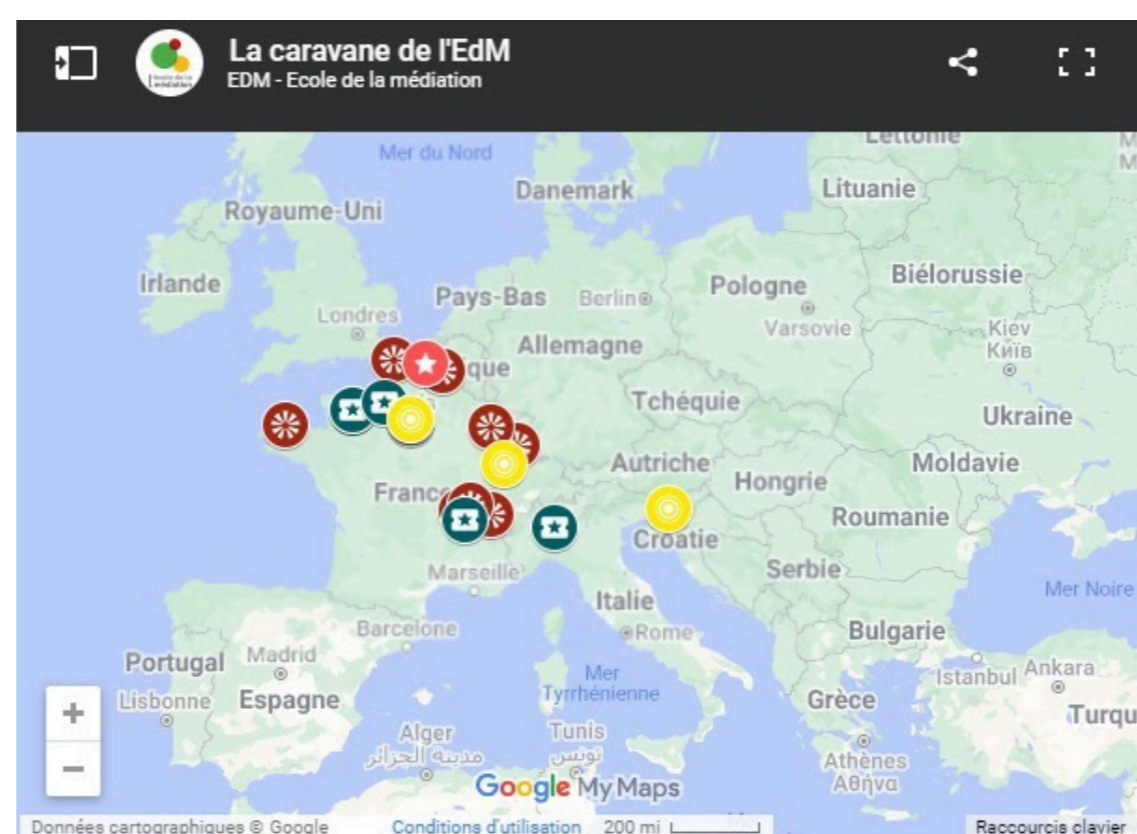 La caravane de l'EdM
EDM - Ecole de la médiation
Lettonie
Mer du Nord
Danemark
Lituanie
Royaume-Uni
Irlande
Biélorussie
Pays-Bas
Berlin
Pologne
Londres
Varsovie
Kiev
Київ
Allemagne
que
Tchéquie
Ukraine
Autriche
Moldavie
Hongrie
France
Roumanie
Croatie
Marseille
Serbie
Mer Noire
Italie
Barcelone
Rome
Bulgarie
Portugal
Madrid
Mer
Tyrrhénienne
Istanbul
Ankara
Lisbonne
Espagne
Grèce
Turqu
Alger
مدينة الجزائر
Tunis
تونس
Athènes
Αθήνα
Google My Maps
Données cartographiques © Google
Conditions d'utilisation
200 mi
Raccourcis clavier